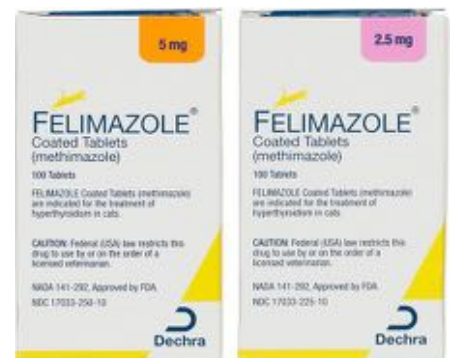 5 mg
FELIMAZOLE®
Coated Tablets
(methimazole)
100 Tablets
FELIMAZOLE Coated Tablets (methimazole)
are indicated for the treatment of
hyperthyroidism in cats.
CAUTION: Federal (USA) law restricts this
drug to use by or on the order of a
licensed veterinarian.
NADA 141-292, Approved by FDA
NDC 17033-250-10
Dechra
2.5 mg
FELIMAZOLE®
Coated Tablets
(methimazole)
100 Tablets
FELIMAZOLE Coated Tablets (methimazole)
are indicated for the treatment of
hyperthyroidism in cats.
CAUTION: Federal (USA) law restricts this
drug to use by or on the order of a
licensed veterinarian.
NADA 141-292, Approved by FDA
NDC 17033-225-10
Dechra